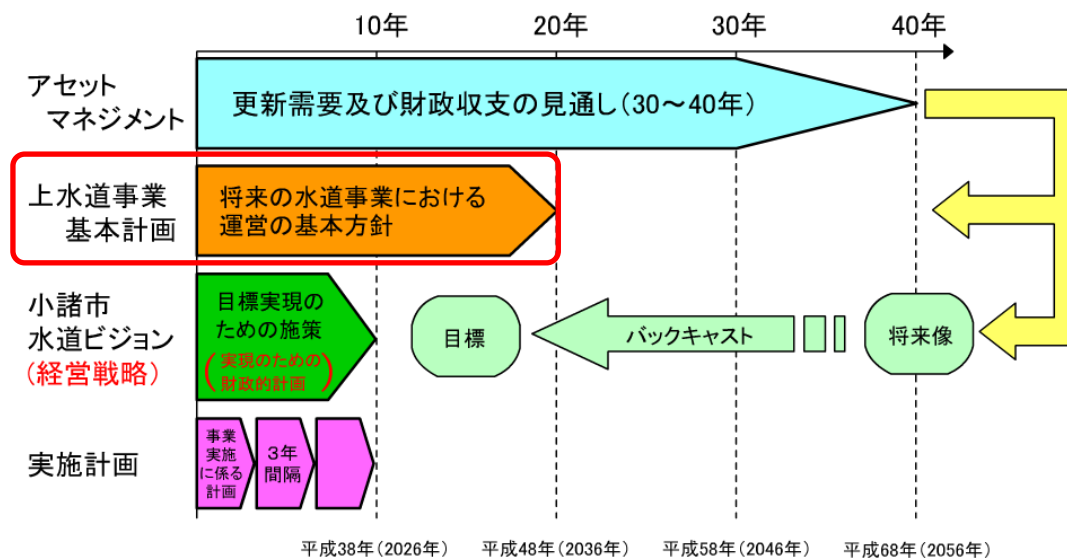 10年
20年
30年
40年
アセット
マネジメント
更新需要及び財政収支の見通し(30～40年)
上水道事業
基本計画
将来の水道事業における
運営の基本方針
小諸市
水道ビジョン
(経営戦略)
目標実現の
ための施策
(実現のための
財政的計画)
目標
バックキャスト
将来像
実施計画
事業
実施
に係る
計画
3年
間隔
平成38年(2026年)
平成48年(2036年)
平成58年(2046年)
平成68年(2056年)